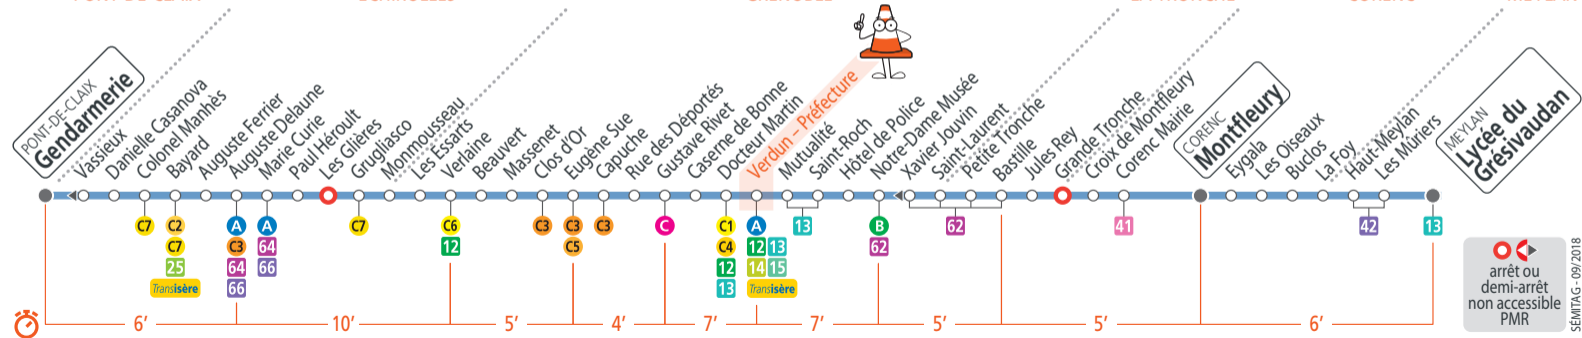 PONT-DE-CLAIX
Gendarmerie
Vassieux
Danielle Casanova
Colonel Manhès
Bayard
Auguste Ferrier
Auguste Delaune
Marie Curie
Paul Héroult
Les Glières
Grugliasco
Monmousseau
Les Essarts
Verlaine
Beauvert
Massenet
Clos d'Or
Eugène Sue
Capuche
Rue des Déportés
Gustave Rivet
Caserne de Bonne
Docteur Martin
Verdun – Préfecture
Mutualité
Saint-Roch
Hôtel de Police
Notre-Dame Musée
Xavier Jouvin
Saint-Laurent
Petite Tronche
Bastille
Jules Rey
Grande Tronche
Croix de Montfleury
Corenc Mairie
CORENC
Montfleury
Eygala
Les Oiseaux
Buclos
La Foy
Haut-Meylan
Les Mûriers
MEYLAN
Lycée du
Grésivaudan
C7 C2 A A C7 C6 C3 C3 C3 C C1 A 13 B 62 41 42 13
C7 C3 64 12 C5 C4 12 13 62
25 64 66 12 14 15
Transisère 66 13 Transisère
6' 10' 5' 4' 7' 7' 5' 5' 6'
arrêt ou
demi-arrêt
non accessible
PMR
SÉMITAG - 09/2018